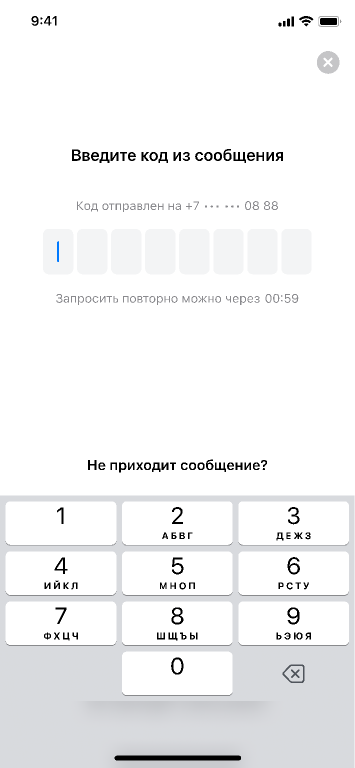 9:41
Введите код из сообщения
Код отправлен на +7 ••• ••• 08 88
Запросить повторно можно через 00:59
Не приходит сообщение?
1 2 3
АБВГ ДЕЖЗ
4 5 6
ИЙКЛ МНОП РСТУ
7 8 9
ФХЦЧ ШЩЪЫ ЬЭЮЯ
0